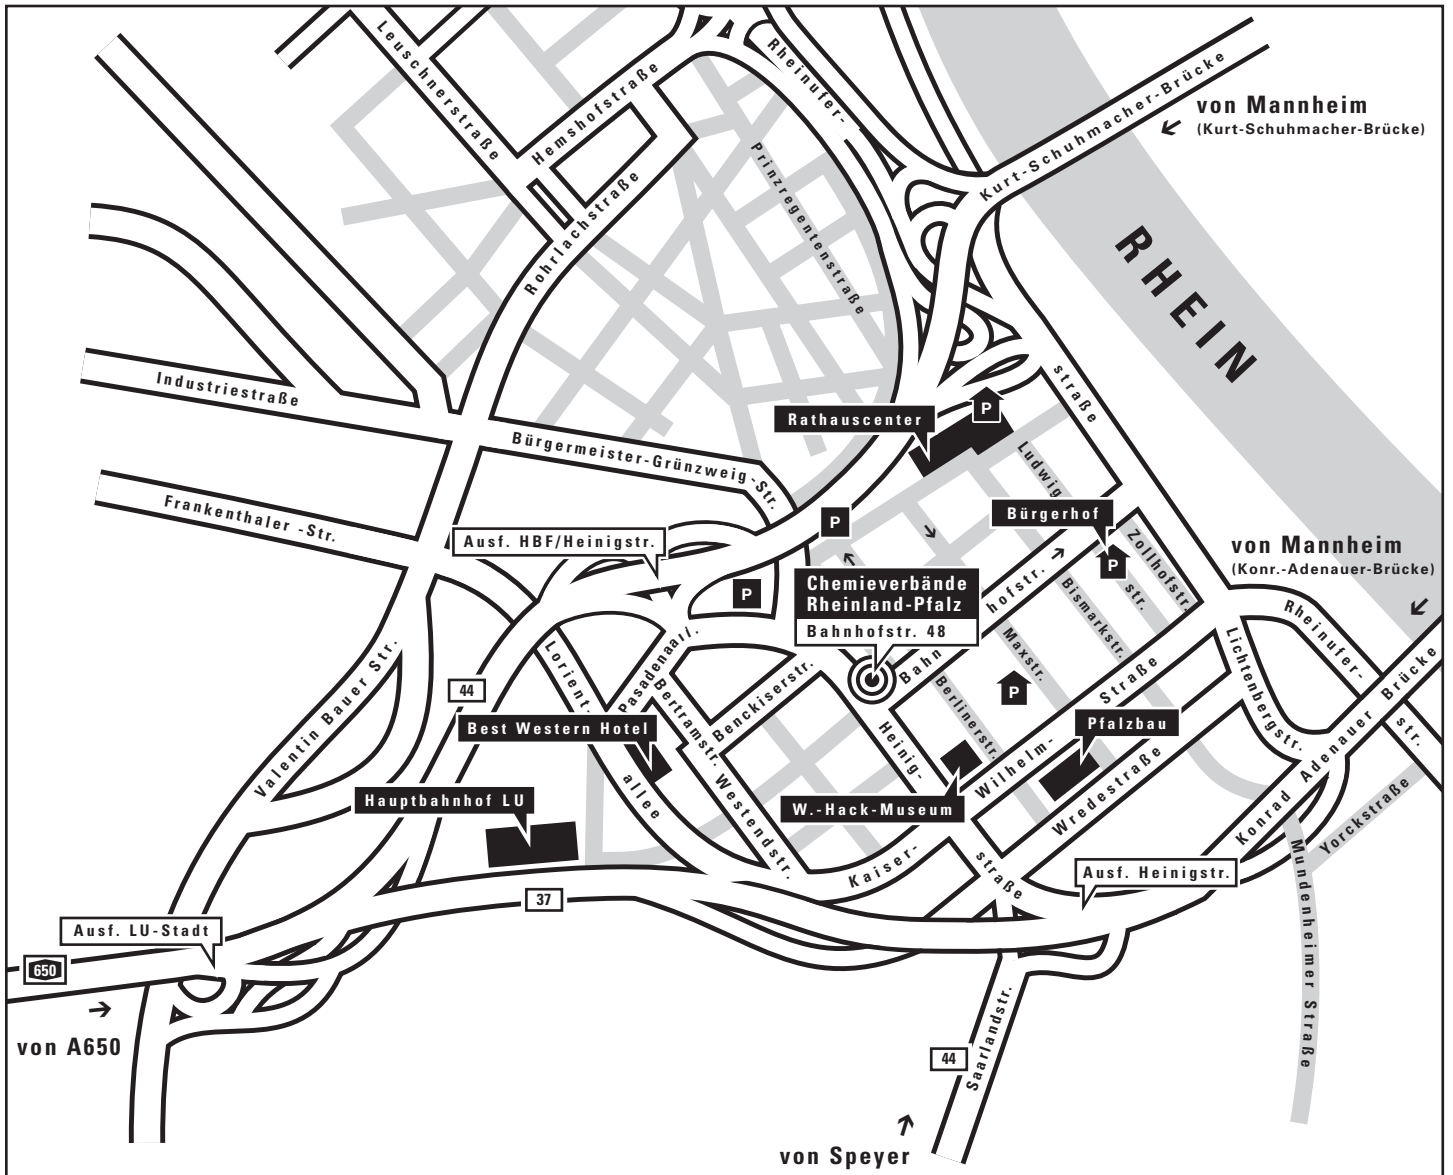 Leuschnerstraße
Hemshofstraße
Rheinufer-
Kurt-Schuhmacher-Brücke
von Mannheim
(Kurt-Schuhmacher-Brücke)
Prinzregentenstraße
Rohrlachstraße
RHEIN
Industriestraße
straße
P
Rathauscenter
Bürgermeister-Grünzweig-Str.
Ludwig
Frankenthaler -Str.
P
Bürgerhof
Ausf. HBF/Heinigstr.
Zollhofstr.
von Mannheim
(Konr.-Adenauer-Brücke)
P
P
Chemieverbände
Rheinland-Pfalz
Bahnhofstr. 48
hofstr.
Bismarkstr.
str.
Rheinufer-
Maxstr.
Bahn
Lichtenbergstr.
Valentin Bauer Str.
Lorient-
Pasadenaall.
Bertramstr.
Benckiserstr.
44
P
Berlinerstr.
Straße
Brücke
Best Western Hotel
Heinig-
Pfalzbau
str.
Wilhelm-
allee
Wredestraße
Konrad Adenauer
Hauptbahnhof LU
W.-Hack-Museum
Westendstr.
Yorckstraße
Kaiser-
straße
Ausf. Heinigstr.
37
Mundenheimer Straße
Ausf. LU-Stadt
650
Saarlandstr.
von A650
44
von Speyer